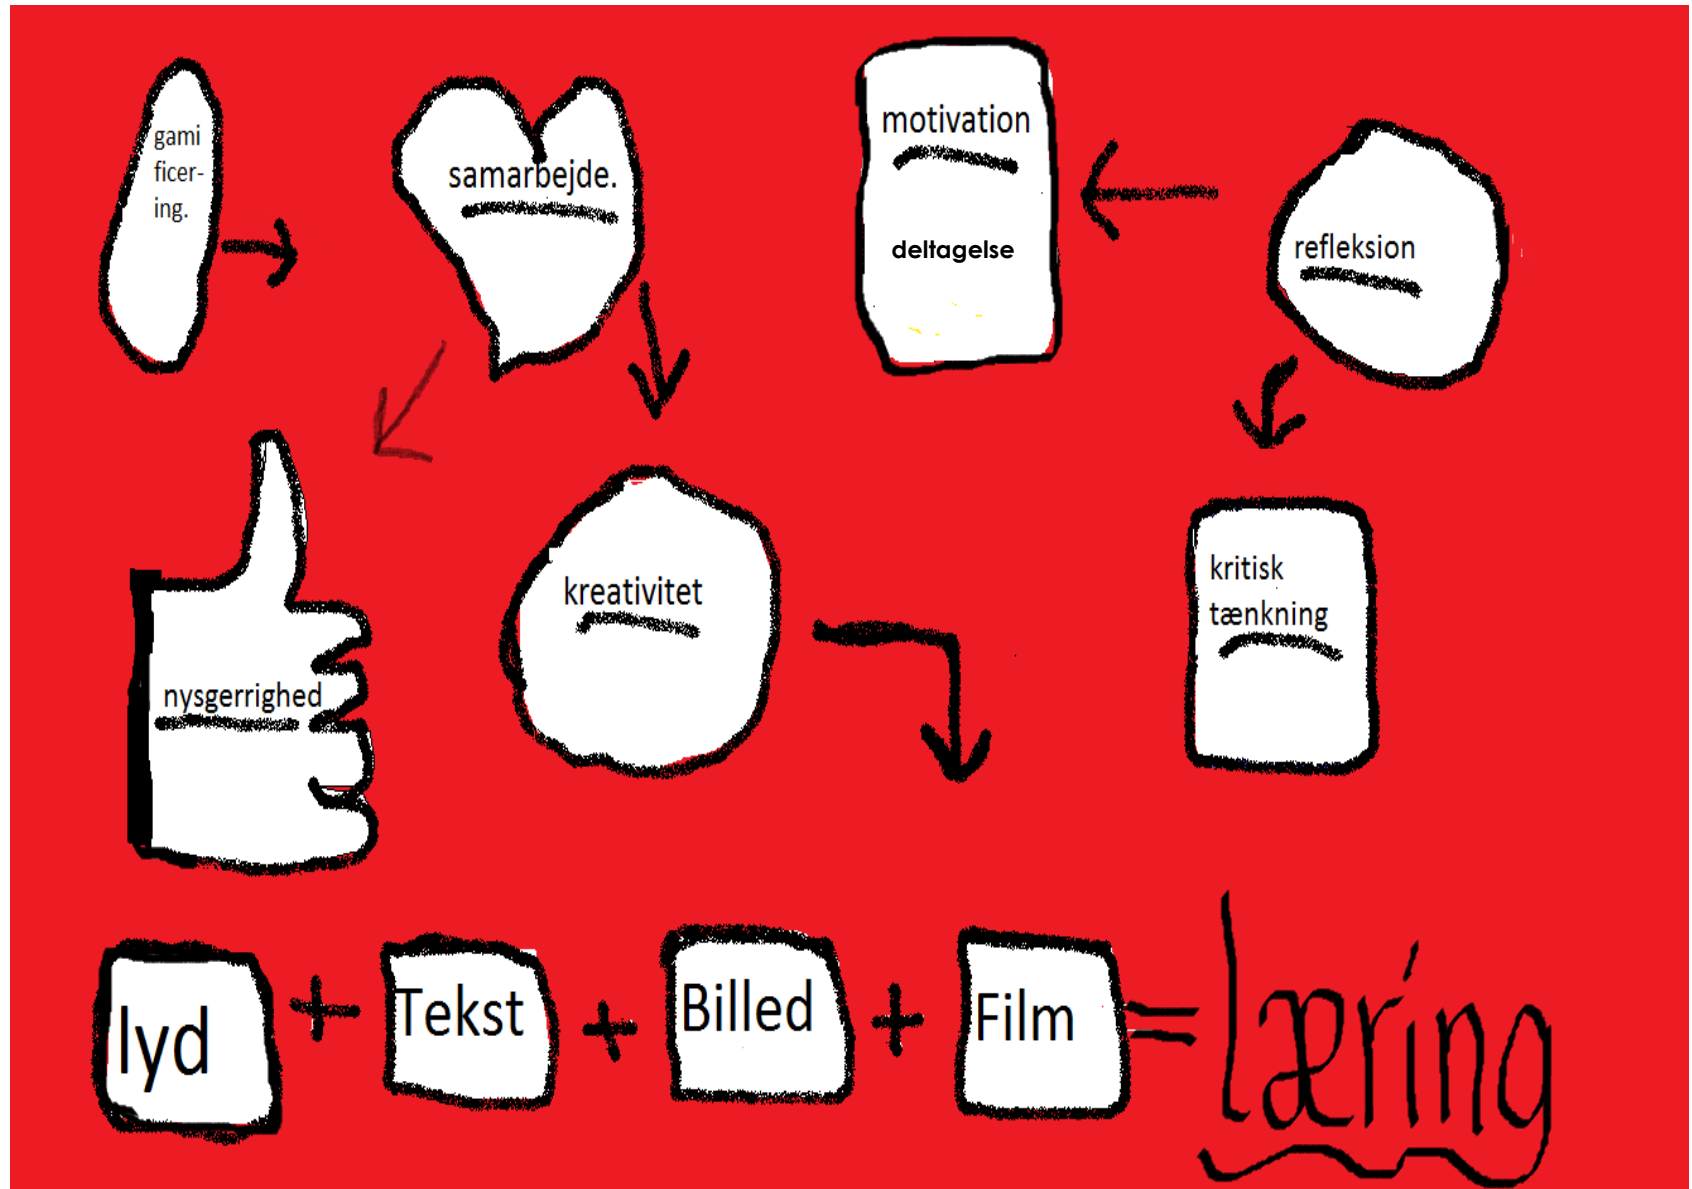 gami
ficer-
ing.
samarbejde.
motivation
deltagelse
refleksion
nysgerrighed
kreativitet
kritisk
tænkning
lyd + Tekst + Billed + Film = læring